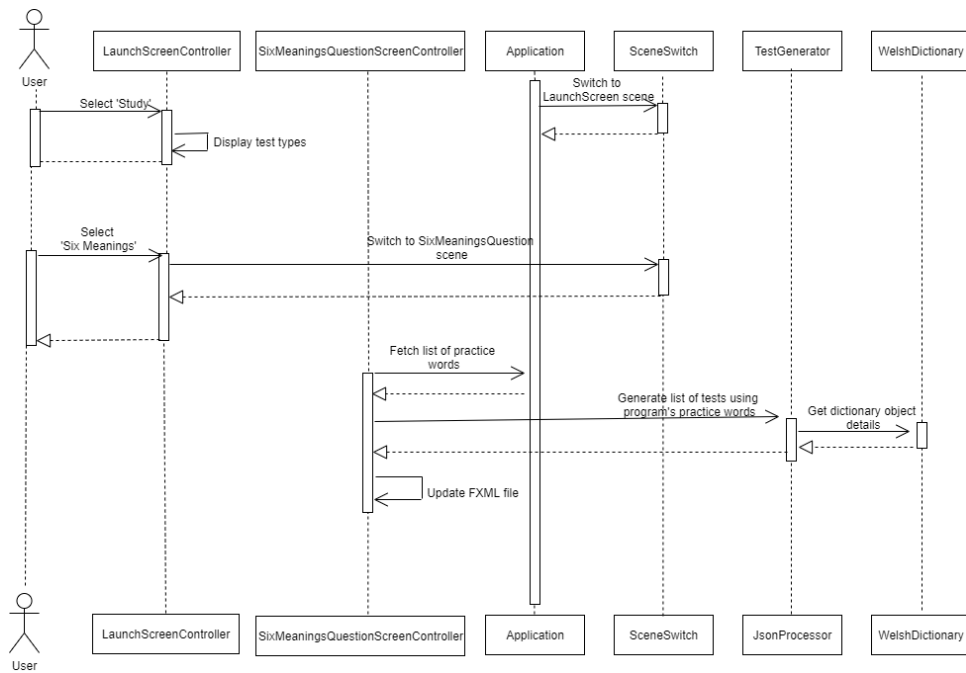 User
LaunchScreenController
SixMeaningsQuestionScreenController
Application
SceneSwitch
TestGenerator
WelshDictionary
Switch to
LaunchScreen scene
Select 'Study'
Display test types
Select
'Six Meanings'
Switch to SixMeaningsQuestion
scene
Fetch list of practice
words
Generate list of tests using
program's practice words
Get dictionary object
details
Update FXML file
User
LaunchScreenController
SixMeaningsQuestionScreenController
Application
SceneSwitch
JsonProcessor
WelshDictionary